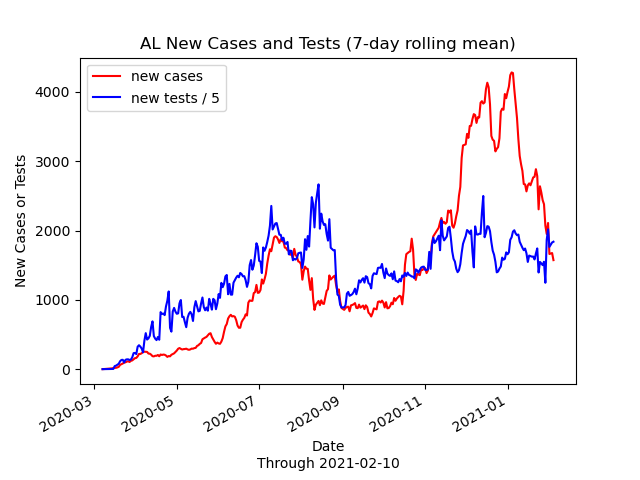 AL New Cases and Tests (7-day rolling mean)
new cases
new tests / 5
New Cases or Tests
4000
3000
2000
1000
0
2020-03
2020-05
2020-07
2020-09
2020-11
2021-01
Date
Through 2021-02-10